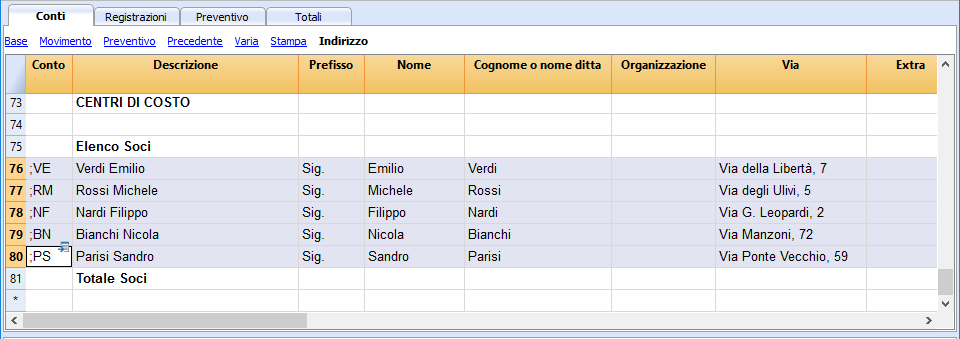 Conti Registrazioni Preventivo Totali
Base Movimento Preventivo Precedente Varia Stampa Indirizzo
Conto Descrizione Prefisso Nome Cognome o nome ditta Organizzazione Via Extra
73 CENTRI DI COSTO
74
75 Elenco Soci
76 ;VE Verdi Emilio Sig. Emilio Verdi Via della Libertà, 7
77 ;RM Rossi Michele Sig. Michele Rossi Via degli Ulivi, 5
78 ;NF Nardi Filippo Sig. Filippo Nardi Via G. Leopardi, 2
79 ;BN Bianchi Nicola Sig. Nicola Bianchi Via Manzoni, 72
80 ;PS Parisi Sandro Sig. Sandro Parisi Via Ponte Vecchio, 59
81 Totale Soci
*